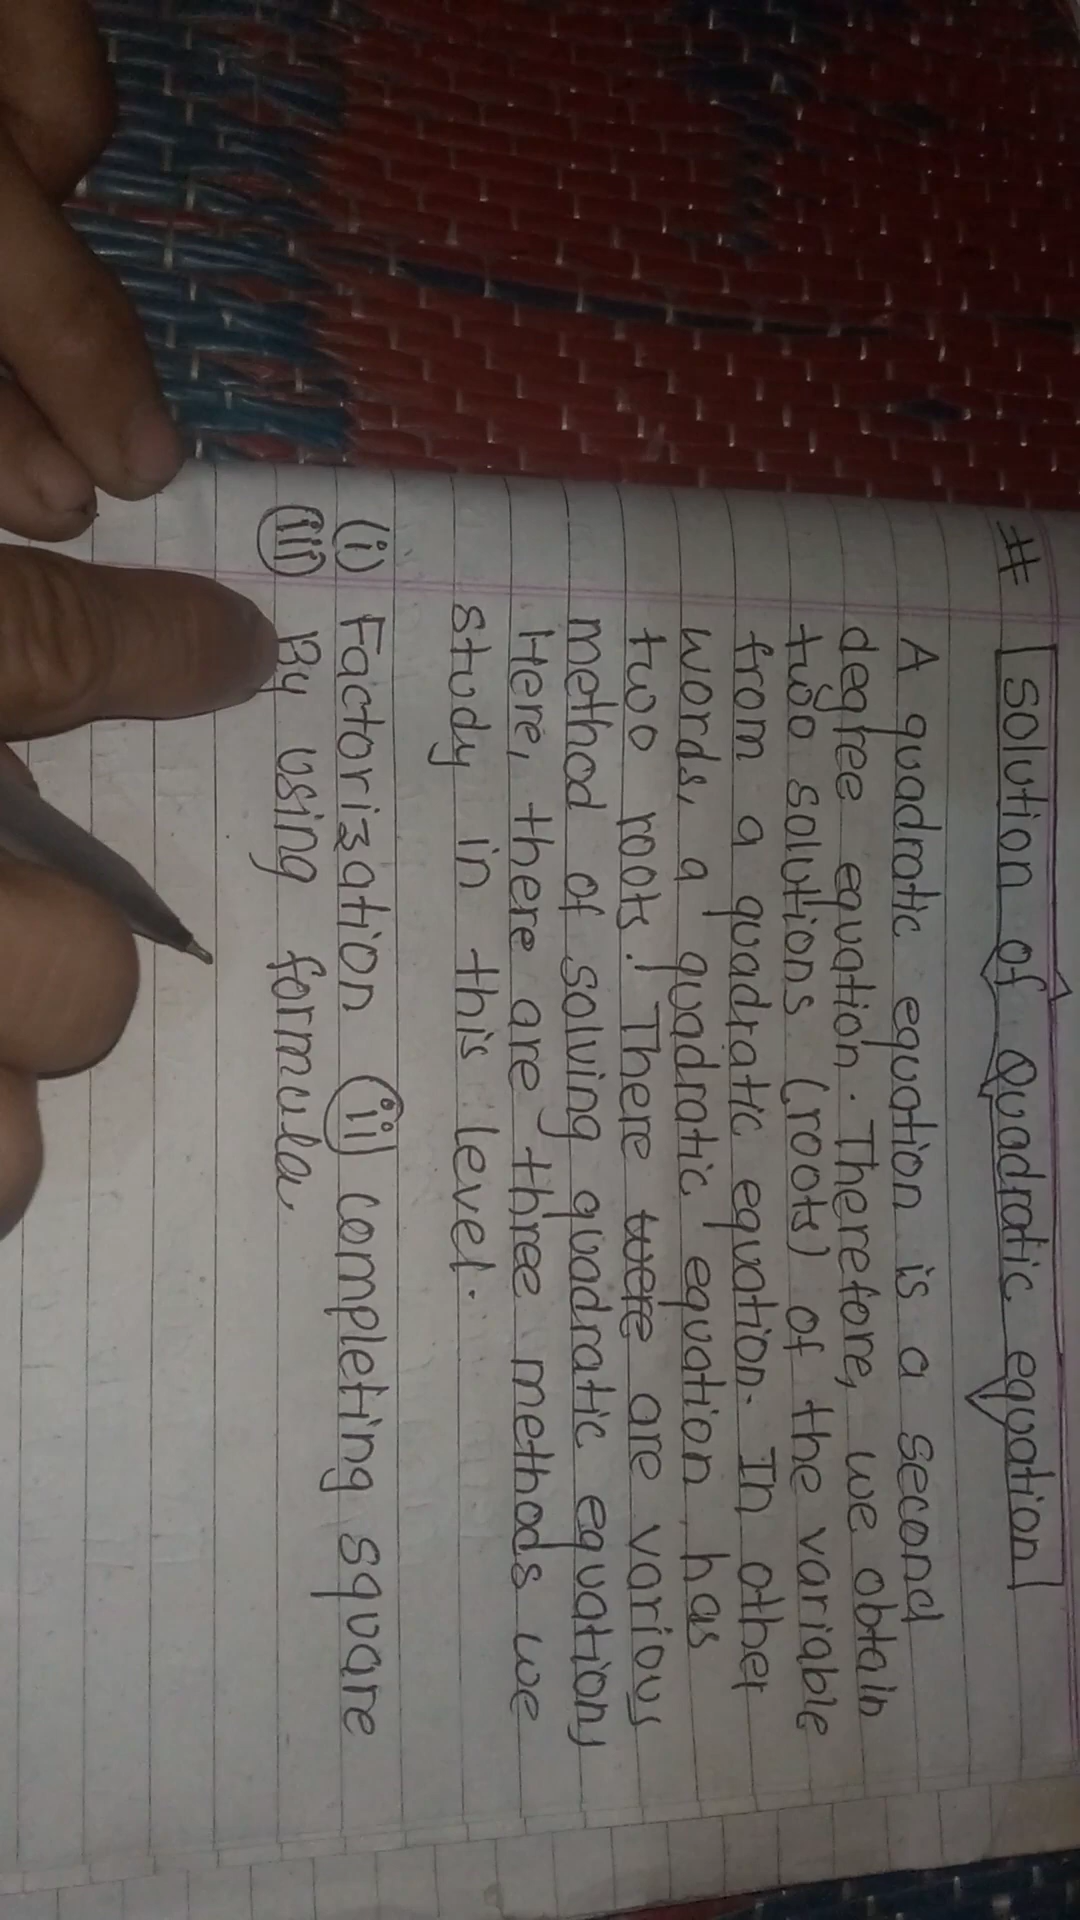 # Solution of Quadratic equation
A quadratic equation is a second
degree equation. Therefore, we obtain
two solutions (roots) of the variable
from a quadratic equation. In other
words, a quadratic equation has
two roots! There were are various
method of solving quadratic equation,
Here, there are three methods we
study in this level.
(i) Factorization (ii) completing square
(iii) By using formula.